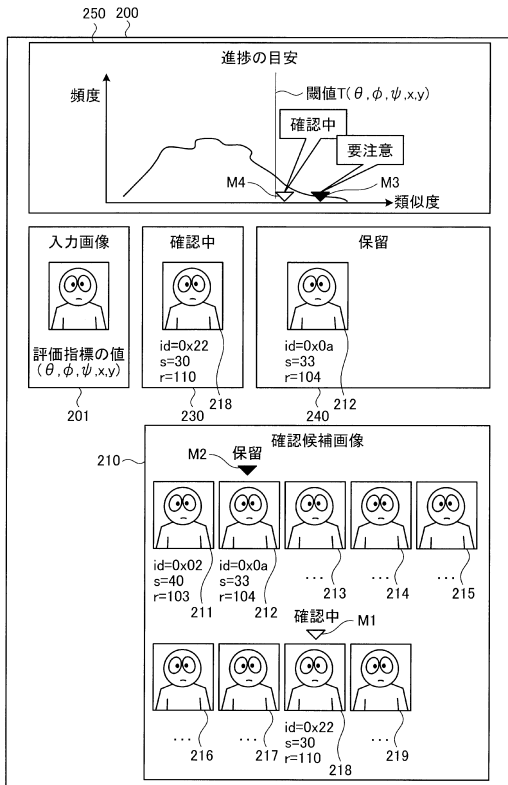 250
200
進捗の目安
頻度
閾値T(θ,φ,ψ,x,y)
確認中
要注意
M4
M3
類似度
入力画像
評価指標の値
(θ,φ,ψ,x,y)
201
確認中
id=0x22
s=30
r=110
218
230
保留
id=0x0a
s=33
r=104
212
240
210
確認候補画像
M2
保留
id=0x02
s=40
r=103
211
id=0x0a
s=33
r=104
212
...
213
...
214
...
215
確認中
M1
...
216
...
217
id=0x22
s=30
r=110
218
...
219